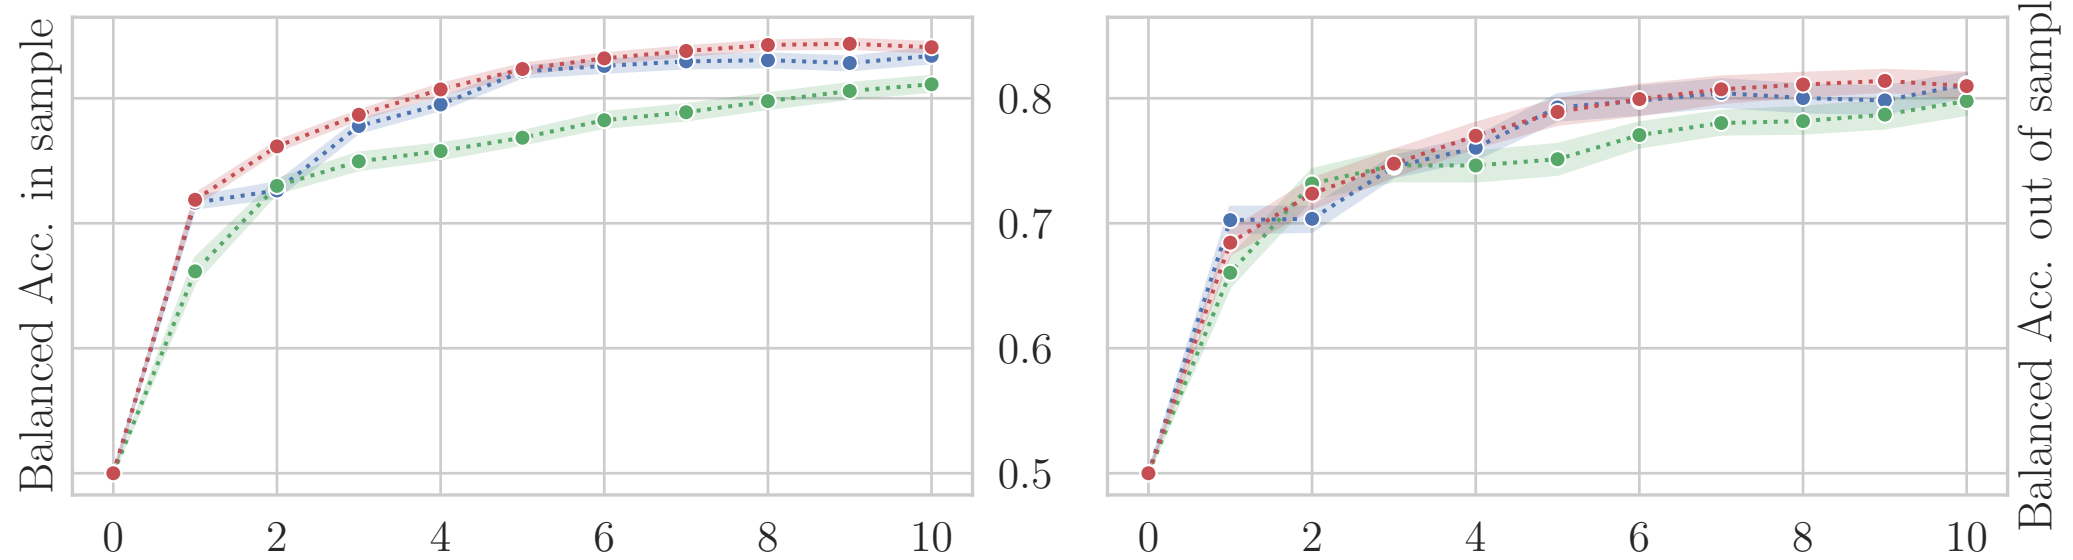 Balanced Acc. in sample
0.8
0.7
0.6
0.5
0 2 4 6 8 10
0 2 4 6 8 10
Balanced Acc. out of sampl